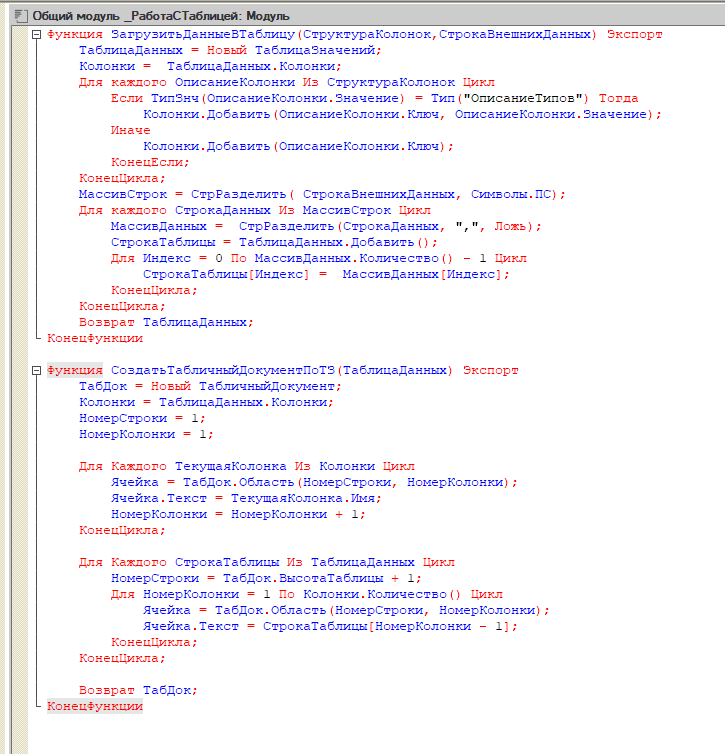 Общий модуль _РаботаСТаблицей: Модуль
Функция ЗагрузитьДанныеВТаблицу(СтруктураКолонок,СтрокаВнешнихДанных) Экспорт
ТаблицаДанных = Новый ТаблицаЗначений;
Колонки =  ТаблицаДанных.Колонки;
Для каждого ОписаниеКолонки Из СтруктураКолонок Цикл
Если ТипЗнч(ОписаниеКолонки.Значение) = Тип("ОписаниеТипов") Тогда
Колонки.Добавить(ОписаниеКолонки.Ключ, ОписаниеКолонки.Значение);
Иначе
Колонки.Добавить(ОписаниеКолонки.Ключ);
КонецЕсли;
КонецЦикла;
МассивСтрок = СтрРазделить( СтрокаВнешнихДанных, Символы.ПС);
Для каждого СтрокаДанных Из МассивСтрок Цикл
МассивДанных =  СтрРазделить(СтрокаДанных, ",", Ложь);
СтрокаТаблицы = ТаблицаДанных.Добавить();
Для Индекс = 0 По МассивДанных.Количество() - 1 Цикл
СтрокаТаблицы[Индекс] =  МассивДанных[Индекс];
КонецЦикла;
КонецЦикла;
Возврат ТаблицаДанных;
КонецФункции
Функция СоздатьТабличныйДокументПоТЗ(ТаблицаДанных) Экспорт
ТабДок = Новый ТабличныйДокумент;
Колонки = ТаблицаДанных.Колонки;
НомерСтроки = 1;
НомерКолонки = 1;
Для Каждого ТекущаяКолонка Из Колонки Цикл
Ячейка = ТабДок.Область(НомерСтроки, НомерКолонки);
Ячейка.Текст = ТекущаяКолонка.Имя;
НомерКолонки = НомерКолонки + 1;
КонецЦикла;
Для Каждого СтрокаТаблицы Из ТаблицаДанных Цикл
НомерСтроки = ТабДок.ВысотаТаблицы + 1;
Для НомерКолонки = 1 По Колонки.Количество() Цикл
Ячейка = ТабДок.Область(НомерСтроки, НомерКолонки);
Ячейка.Текст = СтрокаТаблицы[НомерКолонки - 1];
КонецЦикла;
КонецЦикла;
Возврат ТабДок;
КонецФункции